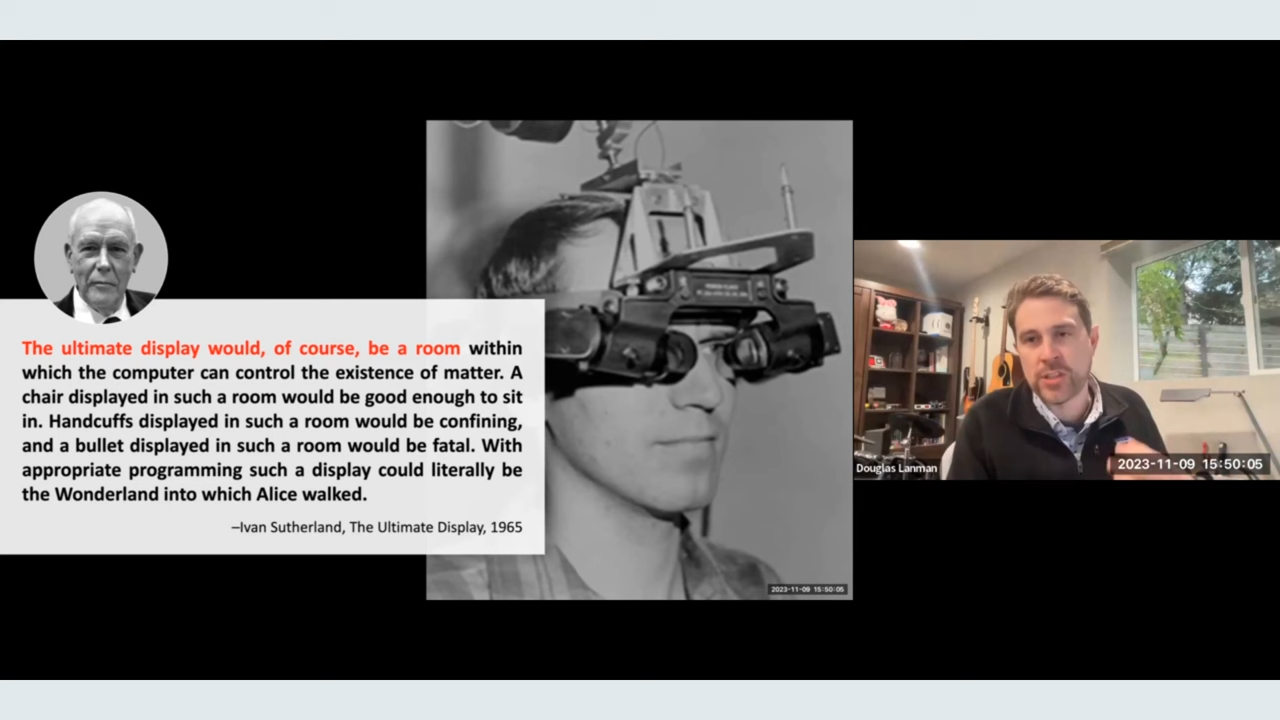 The ultimate display would, of course, be a room within
which the computer can control the existence of matter. A
chair displayed in such a room would be good enough to sit
in. Handcuffs displayed in such a room would be confining,
and a bullet displayed in such a room would be fatal. With
appropriate programming such a display could literally be
the Wonderland into which Alice walked.
–Ivan Sutherland, The Ultimate Display, 1965
2023-11-09 15:50:05
Douglas Lanman
2023-11-09 15:50:05